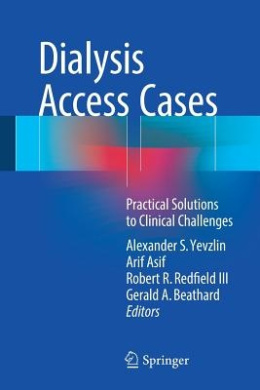 Dialysis
Access Cases
Practical Solutions
to Clinical Challenges
Alexander S. Yevzlin
Arif Asif
Robert R. Redfield III
Gerald A. Beathard
Editors
Springer